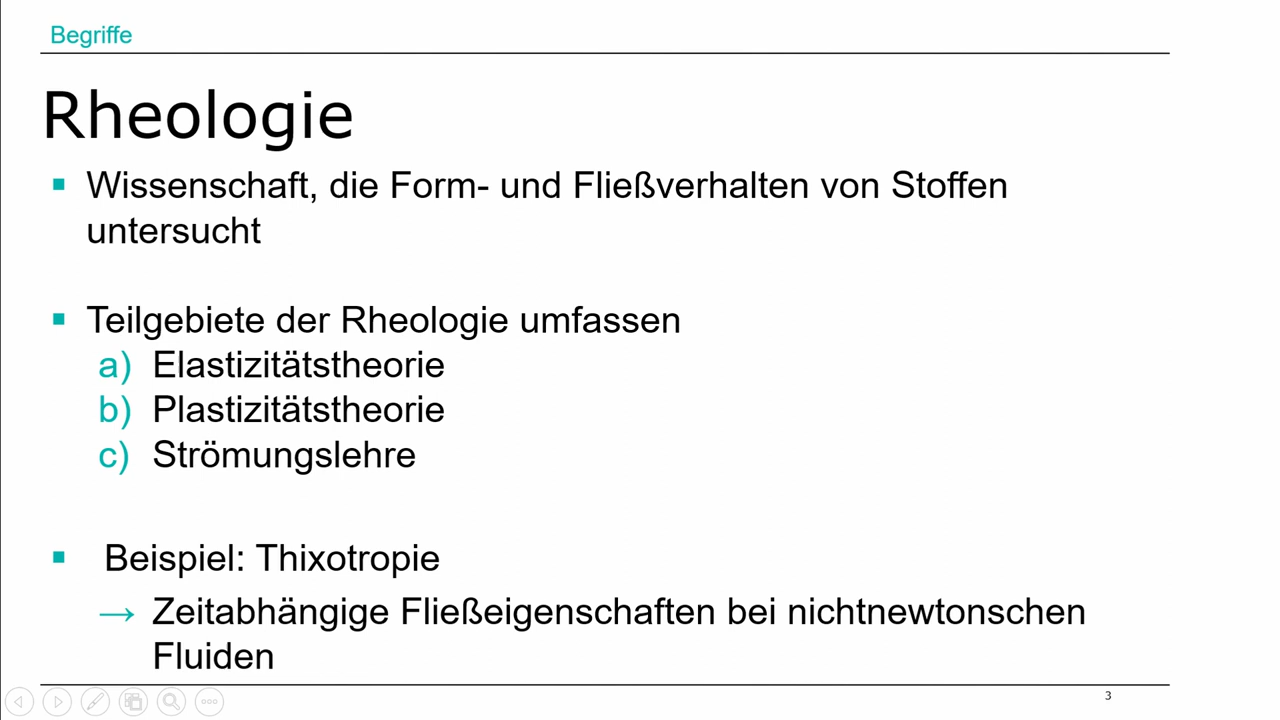 Begriffe
Rheologie
▪ Wissenschaft, die Form- und Fließverhalten von Stoffen
untersucht
▪ Teilgebiete der Rheologie umfassen
a) Elastizitätstheorie
b) Plastizitätstheorie
c) Strömungslehre
▪ Beispiel: Thixotropie
→ Zeitabhängige Fließeigenschaften bei nichtnewtonschen
Fluiden
3